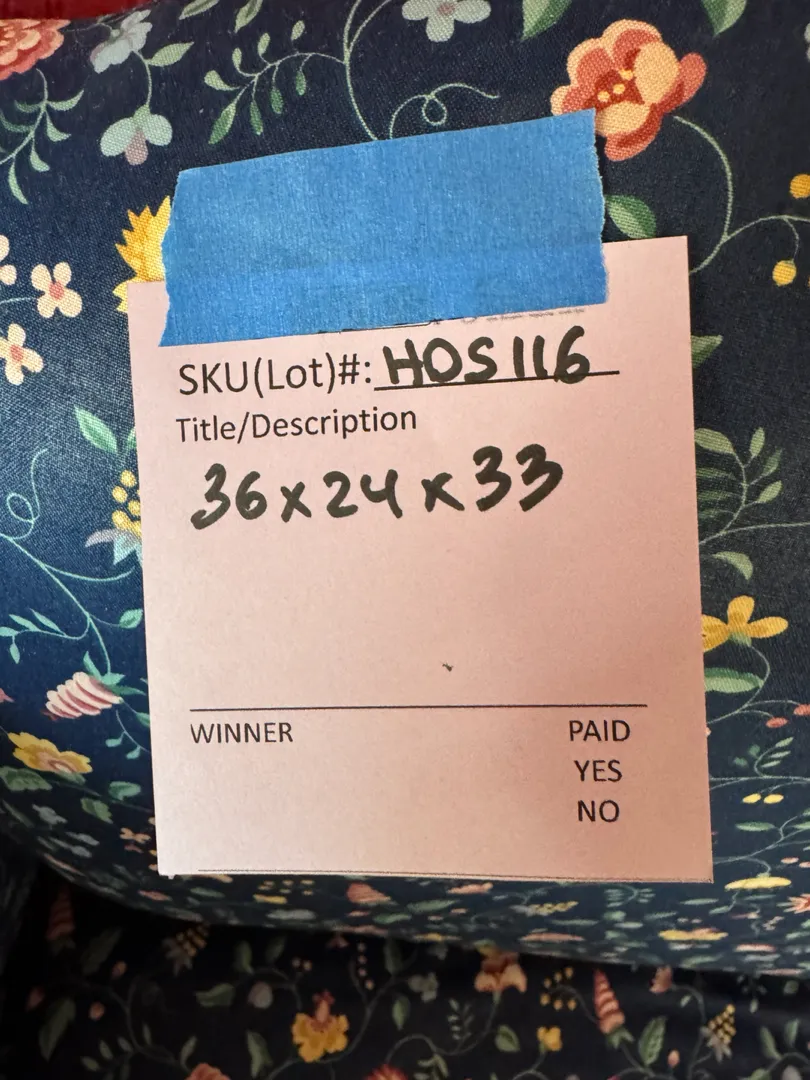 SKU(Lot)#: HOS116
Title/Description
36x24x33
WINNER PAID
YES
NO